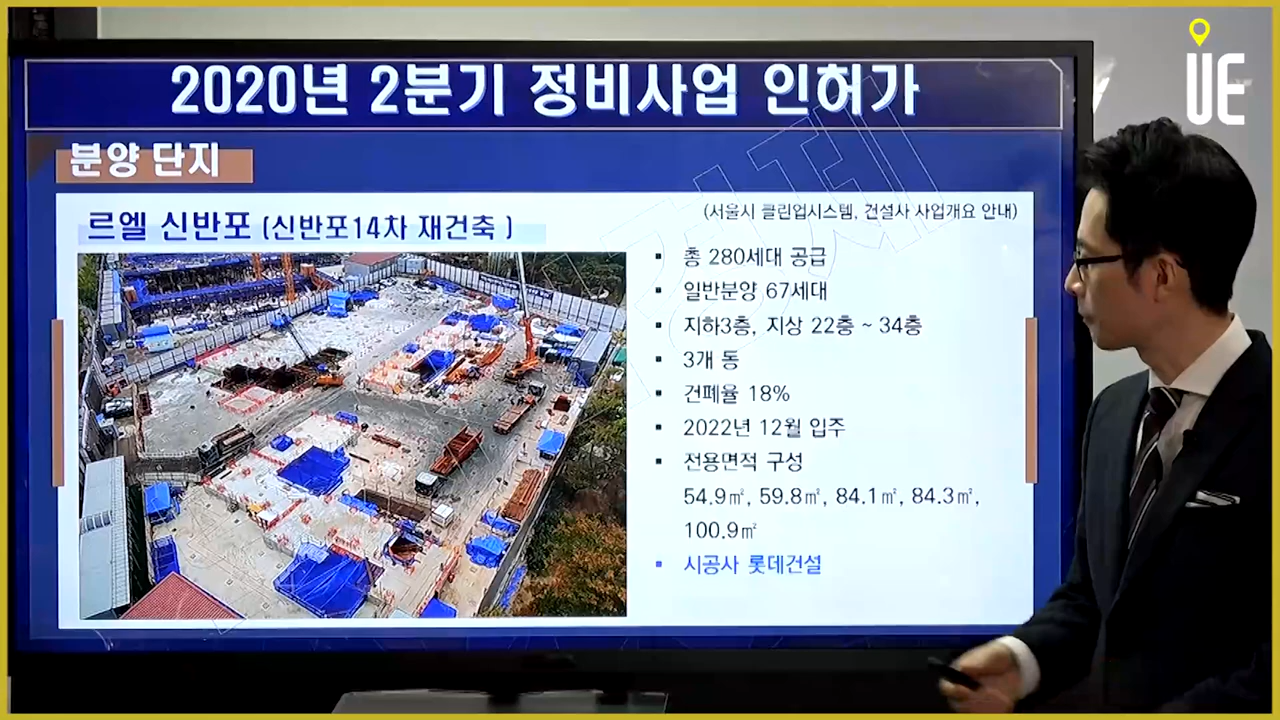 UE
2020년 2분기 정비사업 인허가
분양 단지
르엘 신반포 (신반포14차 재건축 )
(서울시 클린업시스템, 건설사 사업개요 안내)
▪ 총 280세대 공급
▪ 일반분양 67세대
▪ 지하3층, 지상 22층 ~ 34층
▪ 3개 동
▪ 건폐율 18%
▪ 2022년 12월 입주
▪ 전용면적 구성
54.9㎡, 59.8㎡, 84.1㎡, 84.3㎡,
100.9㎡
▪ 시공사 롯데건설
경제